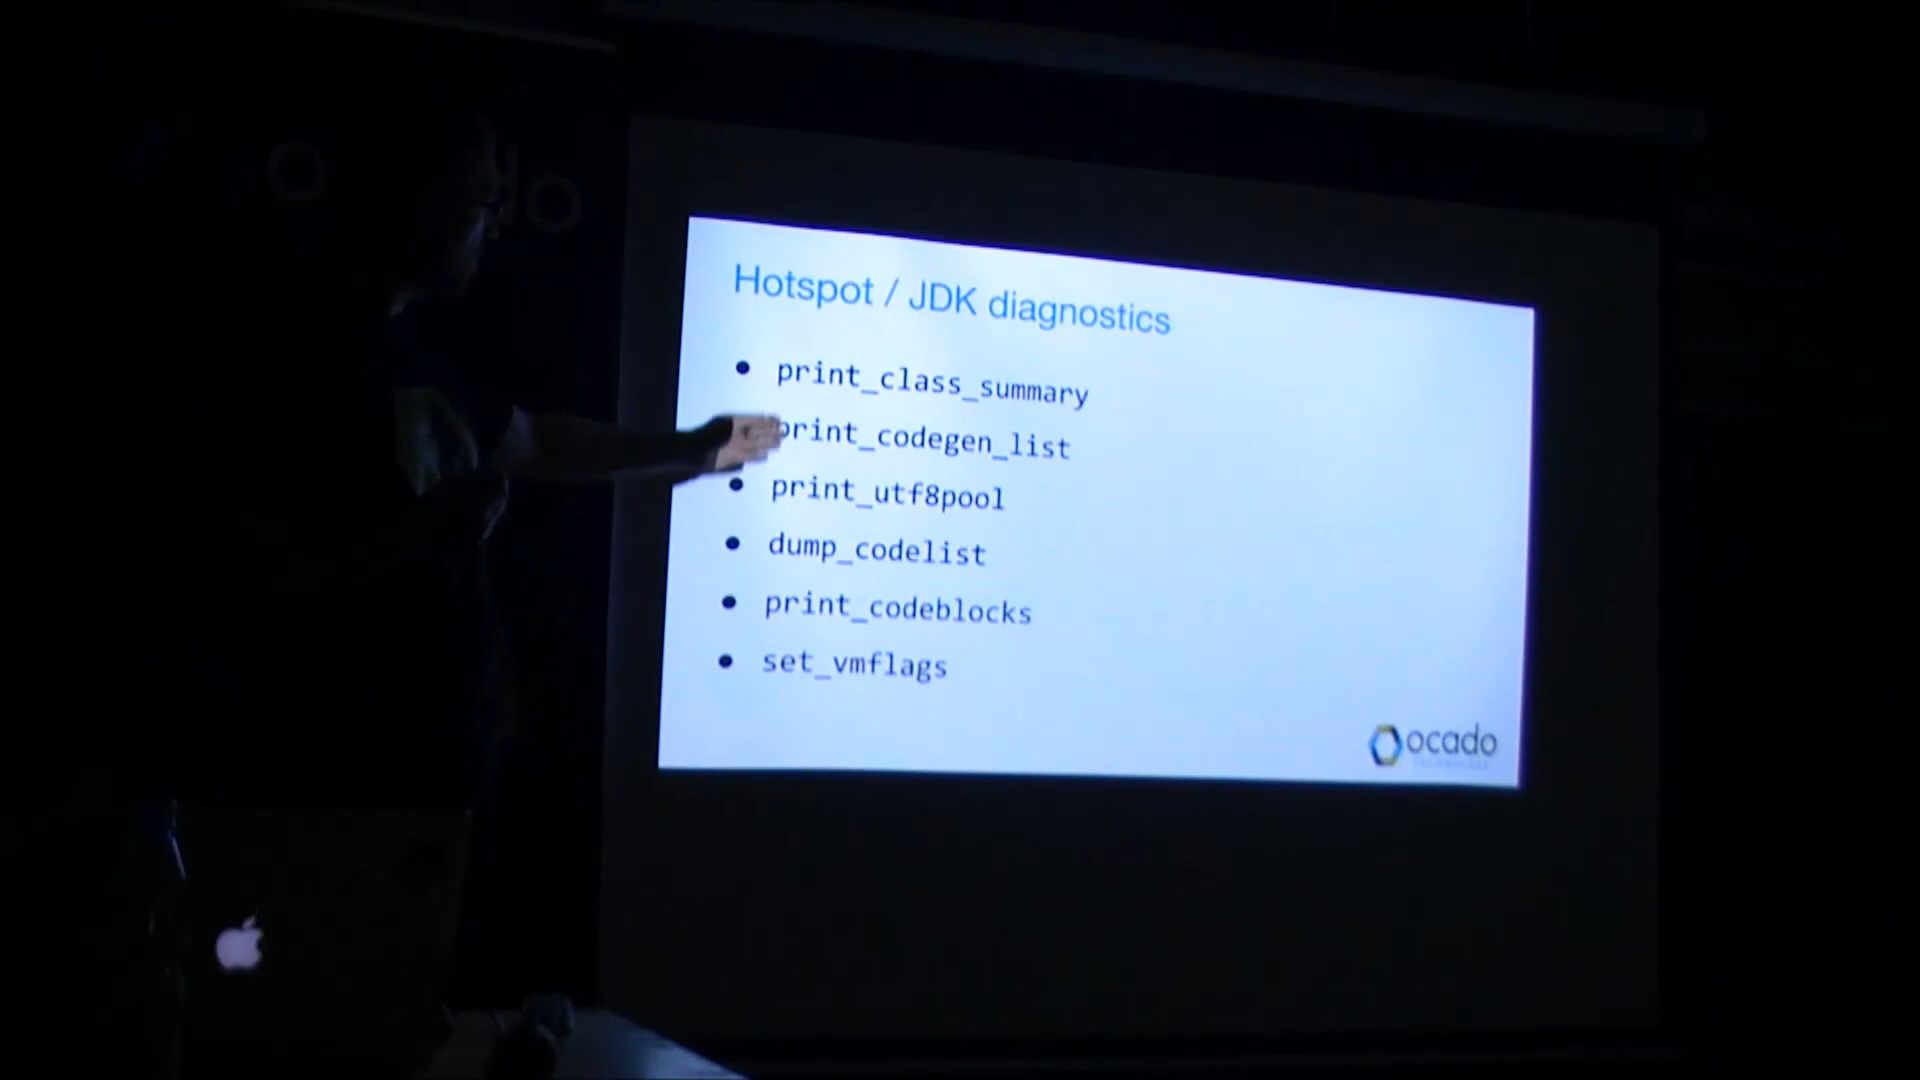 Hotspot / JDK diagnostics
print_class_summary
print_codegen_list
print_utf8pool
dump_codelist
print_codeblocks
set_vmflags
ocado